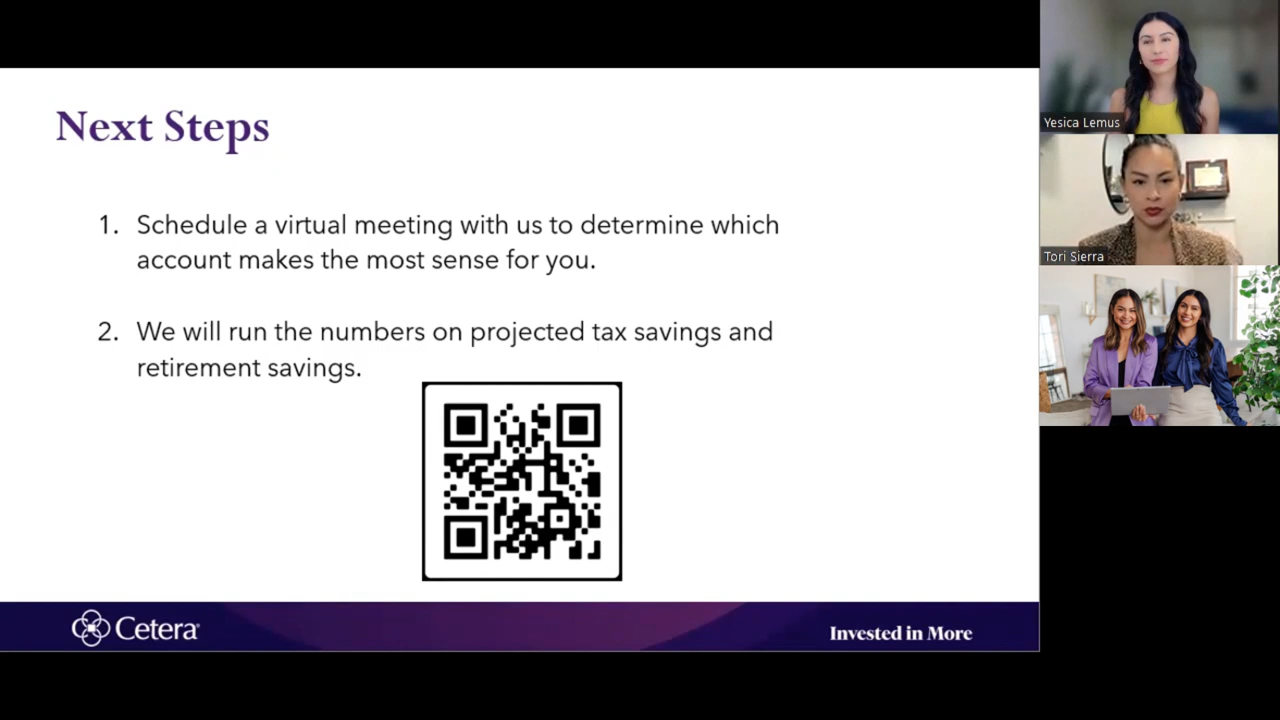 Next Steps
1. Schedule a virtual meeting with us to determine which
account makes the most sense for you.
2. We will run the numbers on projected tax savings and
retirement savings.
Cetera®
Invested in More
Yesica Lemus
Tori Sierra